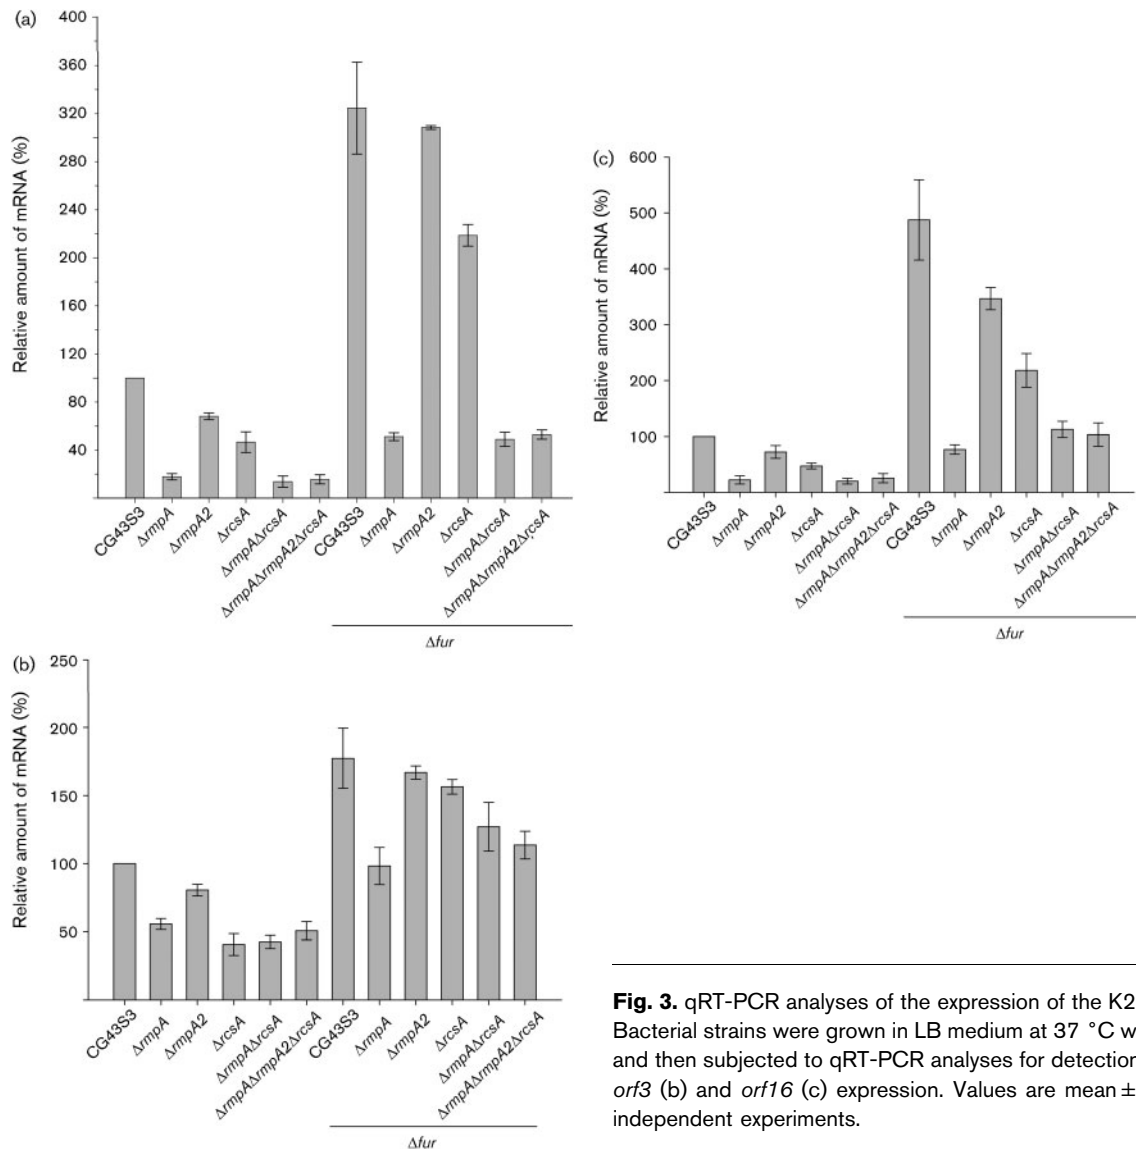 (a)
Relative amount of mRNA (%)
400
360
320
280
240
220
160
120
80
40
CG43S3
ΔrmpA
ΔrmpA2
ΔrcsA
ΔrmpAΔrcsA
ΔrmpAΔrmpA2ΔrcsA
CG43S3
ΔrmpA
ΔrmpA2
ΔrcsA
ΔrmpAΔrcsA
ΔrmpAΔrmpA2ΔrcsA
Δfur
(c)
Relative amount of mRNA (%)
600
500
400
300
200
100
CG43S3
ΔrmpA
ΔrmpA2
ΔrcsA
ΔrmpAΔrcsA
ΔrmpAΔrmpA2ΔrcsA
CG43S3
ΔrmpA
ΔrmpA2
ΔrcsA
ΔrmpAΔrcsA
ΔrmpAΔrmpA2ΔrcsA
Δfur
(b)
Relative amount of mRNA (%)
250
200
150
100
50
CG43S3
ΔrmpA
ΔrmpA2
ΔrcsA
ΔrmpAΔrcsA
ΔrmpAΔrmpA2ΔrcsA
CG43S3
ΔrmpA
ΔrmpA2
ΔrcsA
ΔrmpAΔrcsA
ΔrmpAΔrmpA2ΔrcsA
Δfur
Fig. 3. qRT-PCR analyses of the expression of the K2
Bacterial strains were grown in LB medium at 37 °C w
and then subjected to qRT-PCR analyses for detection
orf3 (b) and orf16 (c) expression. Values are mean ±
independent experiments.